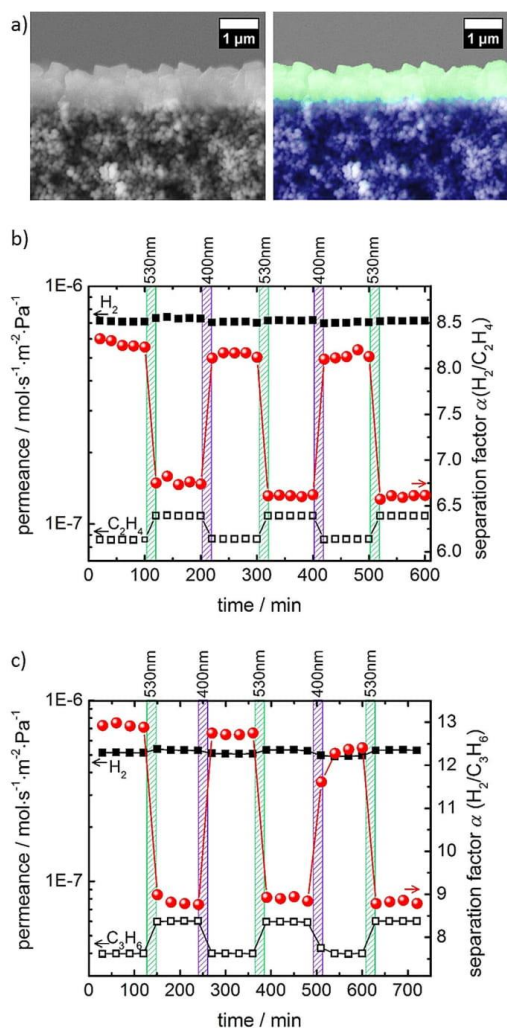 a)
1 µm
1 µm
b)
530nm
400nm
530nm
400nm
530nm
1E-6
1E-7
permeance / mol·s⁻¹·m⁻²·Pa⁻¹
H₂
C₂H₄
8.5
8.0
7.5
7.0
6.5
6.0
separation factor α (H₂/C₂H₄)
0 100 200 300 400 500 600
time / min
c)
530nm
400nm
530nm
400nm
530nm
1E-6
1E-7
permeance / mol·s⁻¹·m⁻²·Pa⁻¹
H₂
C₃H₆
13
12
11
10
9
8
separation factor α (H₂/C₃H₆)
0 100 200 300 400 500 600 700
time / min